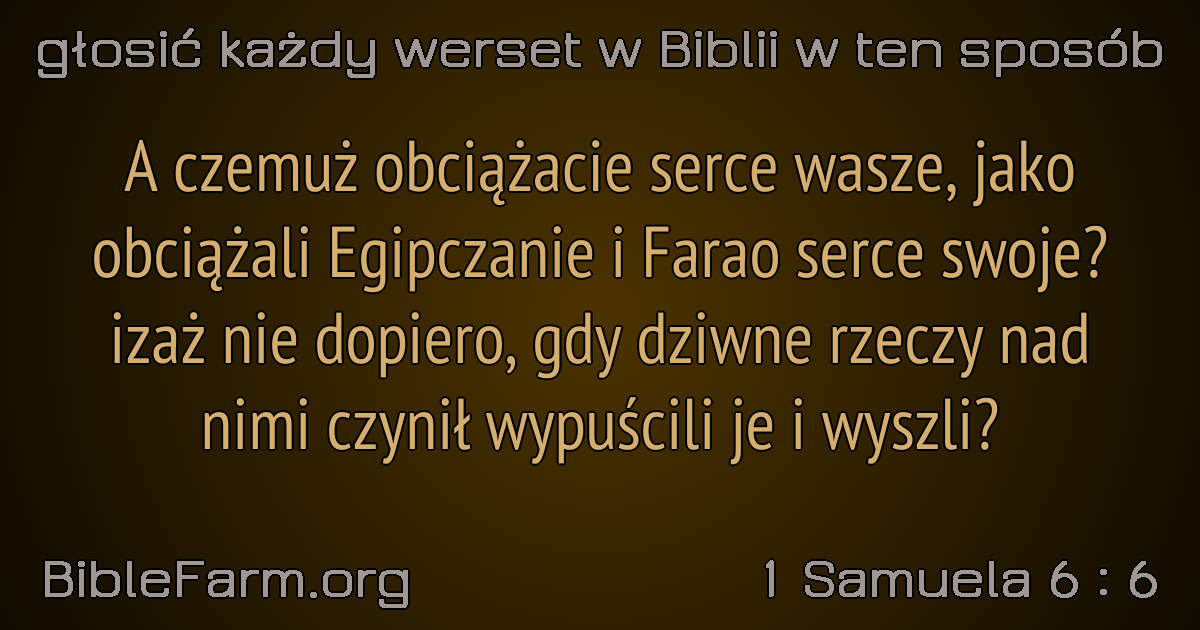 głosić każdy werset w Biblii w ten sposób
A czemuż obciążacie serce wasze, jako
obciążali Egipczanie i Farao serce swoje?
izaż nie dopiero, gdy dziwne rzeczy nad
nimi czynił wypuścili je i wyszli?
BibleFarm.org
1 Samuela 6 : 6